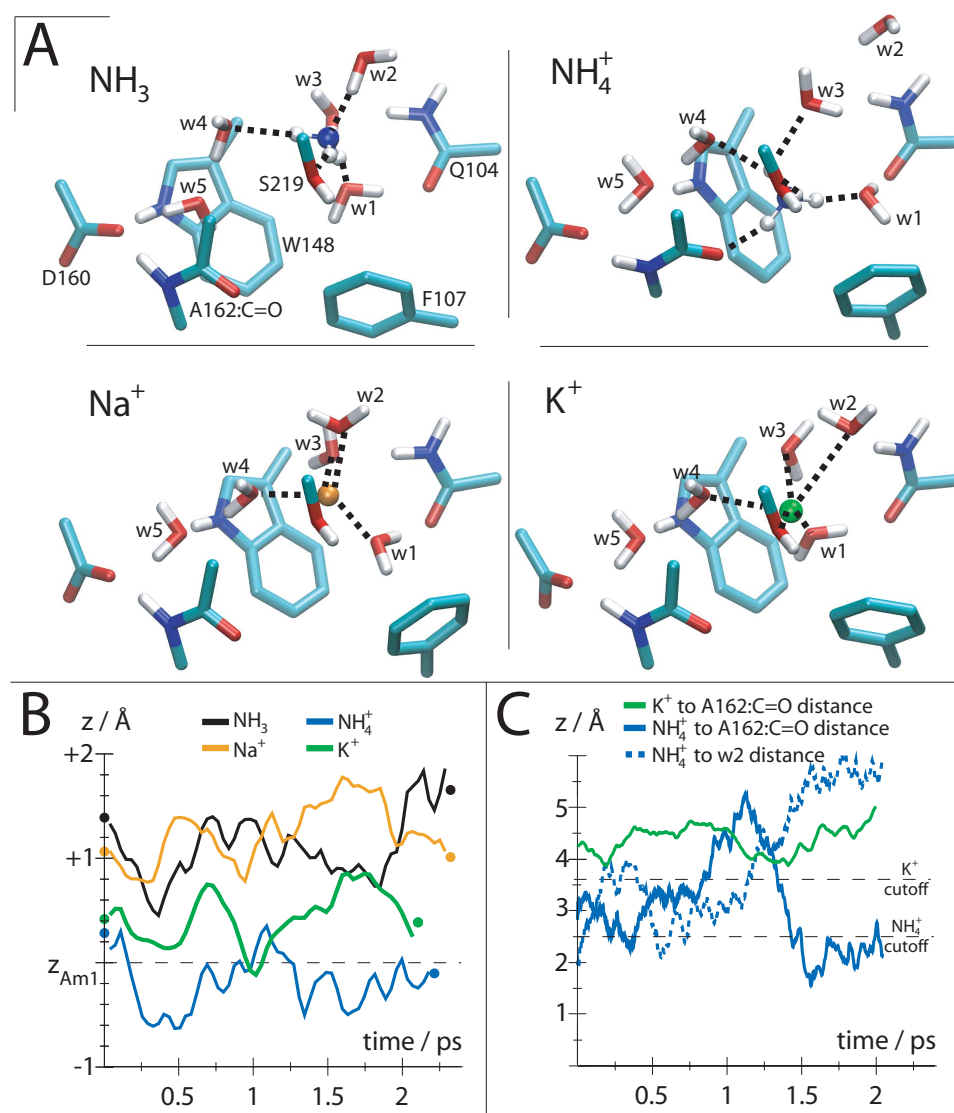 A
NH₃
w3
w2
w4
S219
Q104
w5
w1
W148
D160
A162:C=O
F107
NH₄⁺
w2
w3
w4
w5
w1
Na⁺
w2
w3
w4
w5
w1
K⁺
w2
w3
w4
w5
w1
B
z / Å
NH₃
NH₄⁺
Na⁺
K⁺
+2
+1
z_Am1
-1
0.5
1
1.5
2
time / ps
C
z / Å
K⁺ to A162:C=O distance
NH₄⁺ to A162:C=O distance
NH₄⁺ to w2 distance
5
4
3
2
1
K⁺
cutoff
NH₄⁺
cutoff
time / ps
0.5
1
1.5
2